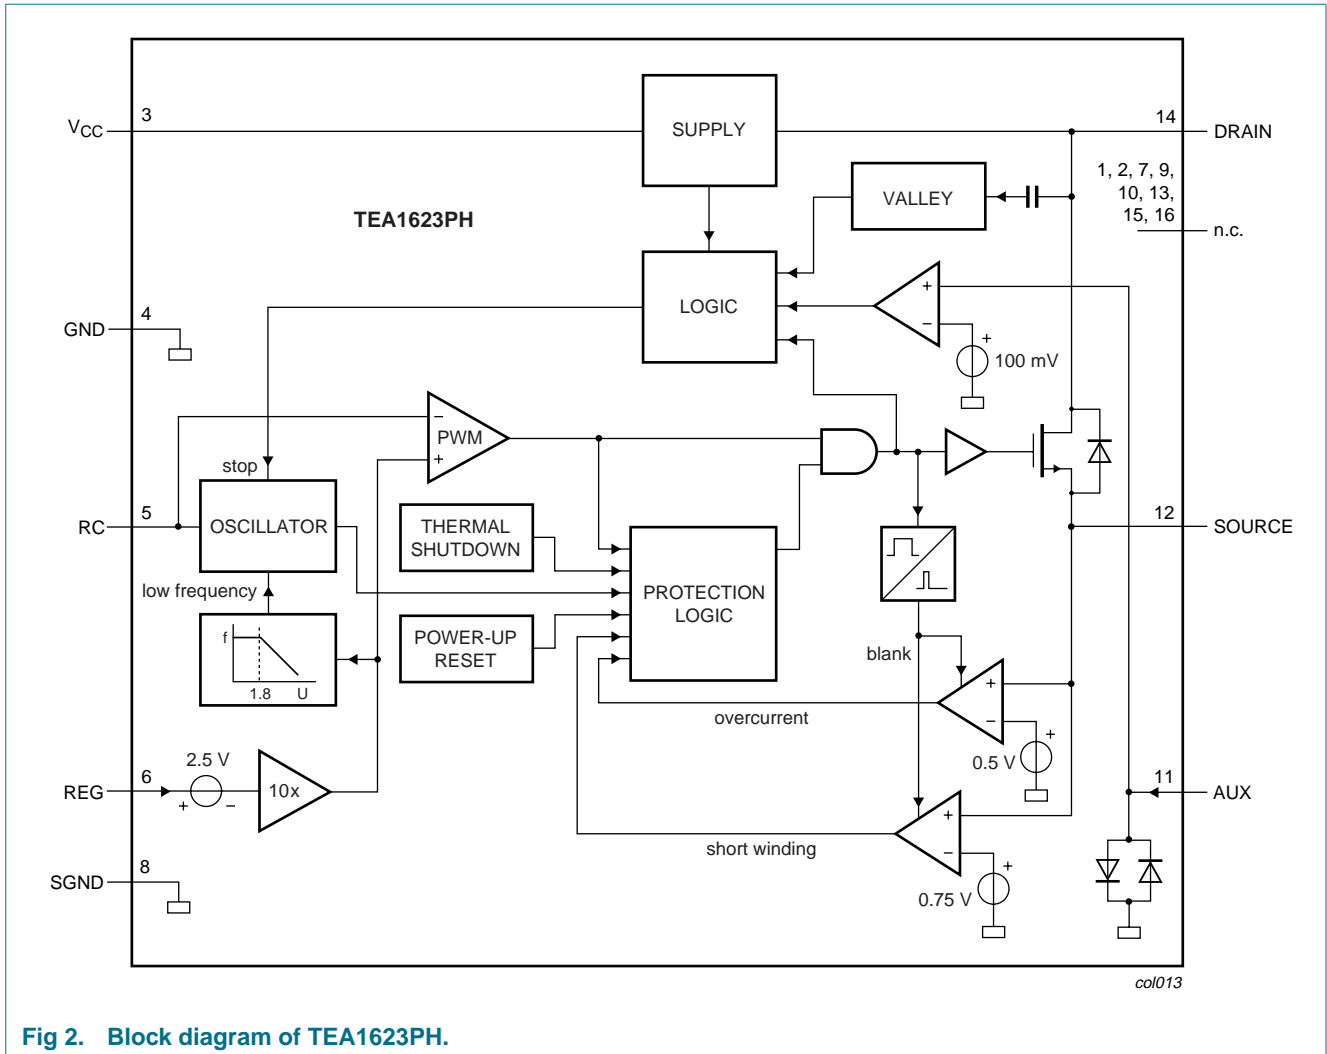 VCC
3
SUPPLY
14
DRAIN
1, 2, 7, 9,
10, 13,
15, 16
n.c.
VALLEY
TEA1623PH
LOGIC
+
−
+
100 mV
GND
4
PWM
−
+
stop
RC
5
OSCILLATOR
THERMAL
SHUTDOWN
12
SOURCE
low frequency
PROTECTION
LOGIC
f
1.8
U
POWER-UP
RESET
blank
+
−
overcurrent
+
0.5 V
2.5 V
REG
6
+
−
10x
11
AUX
+
−
short winding
+
0.75 V
SGND
8
col013
Fig 2. Block diagram of TEA1623PH.